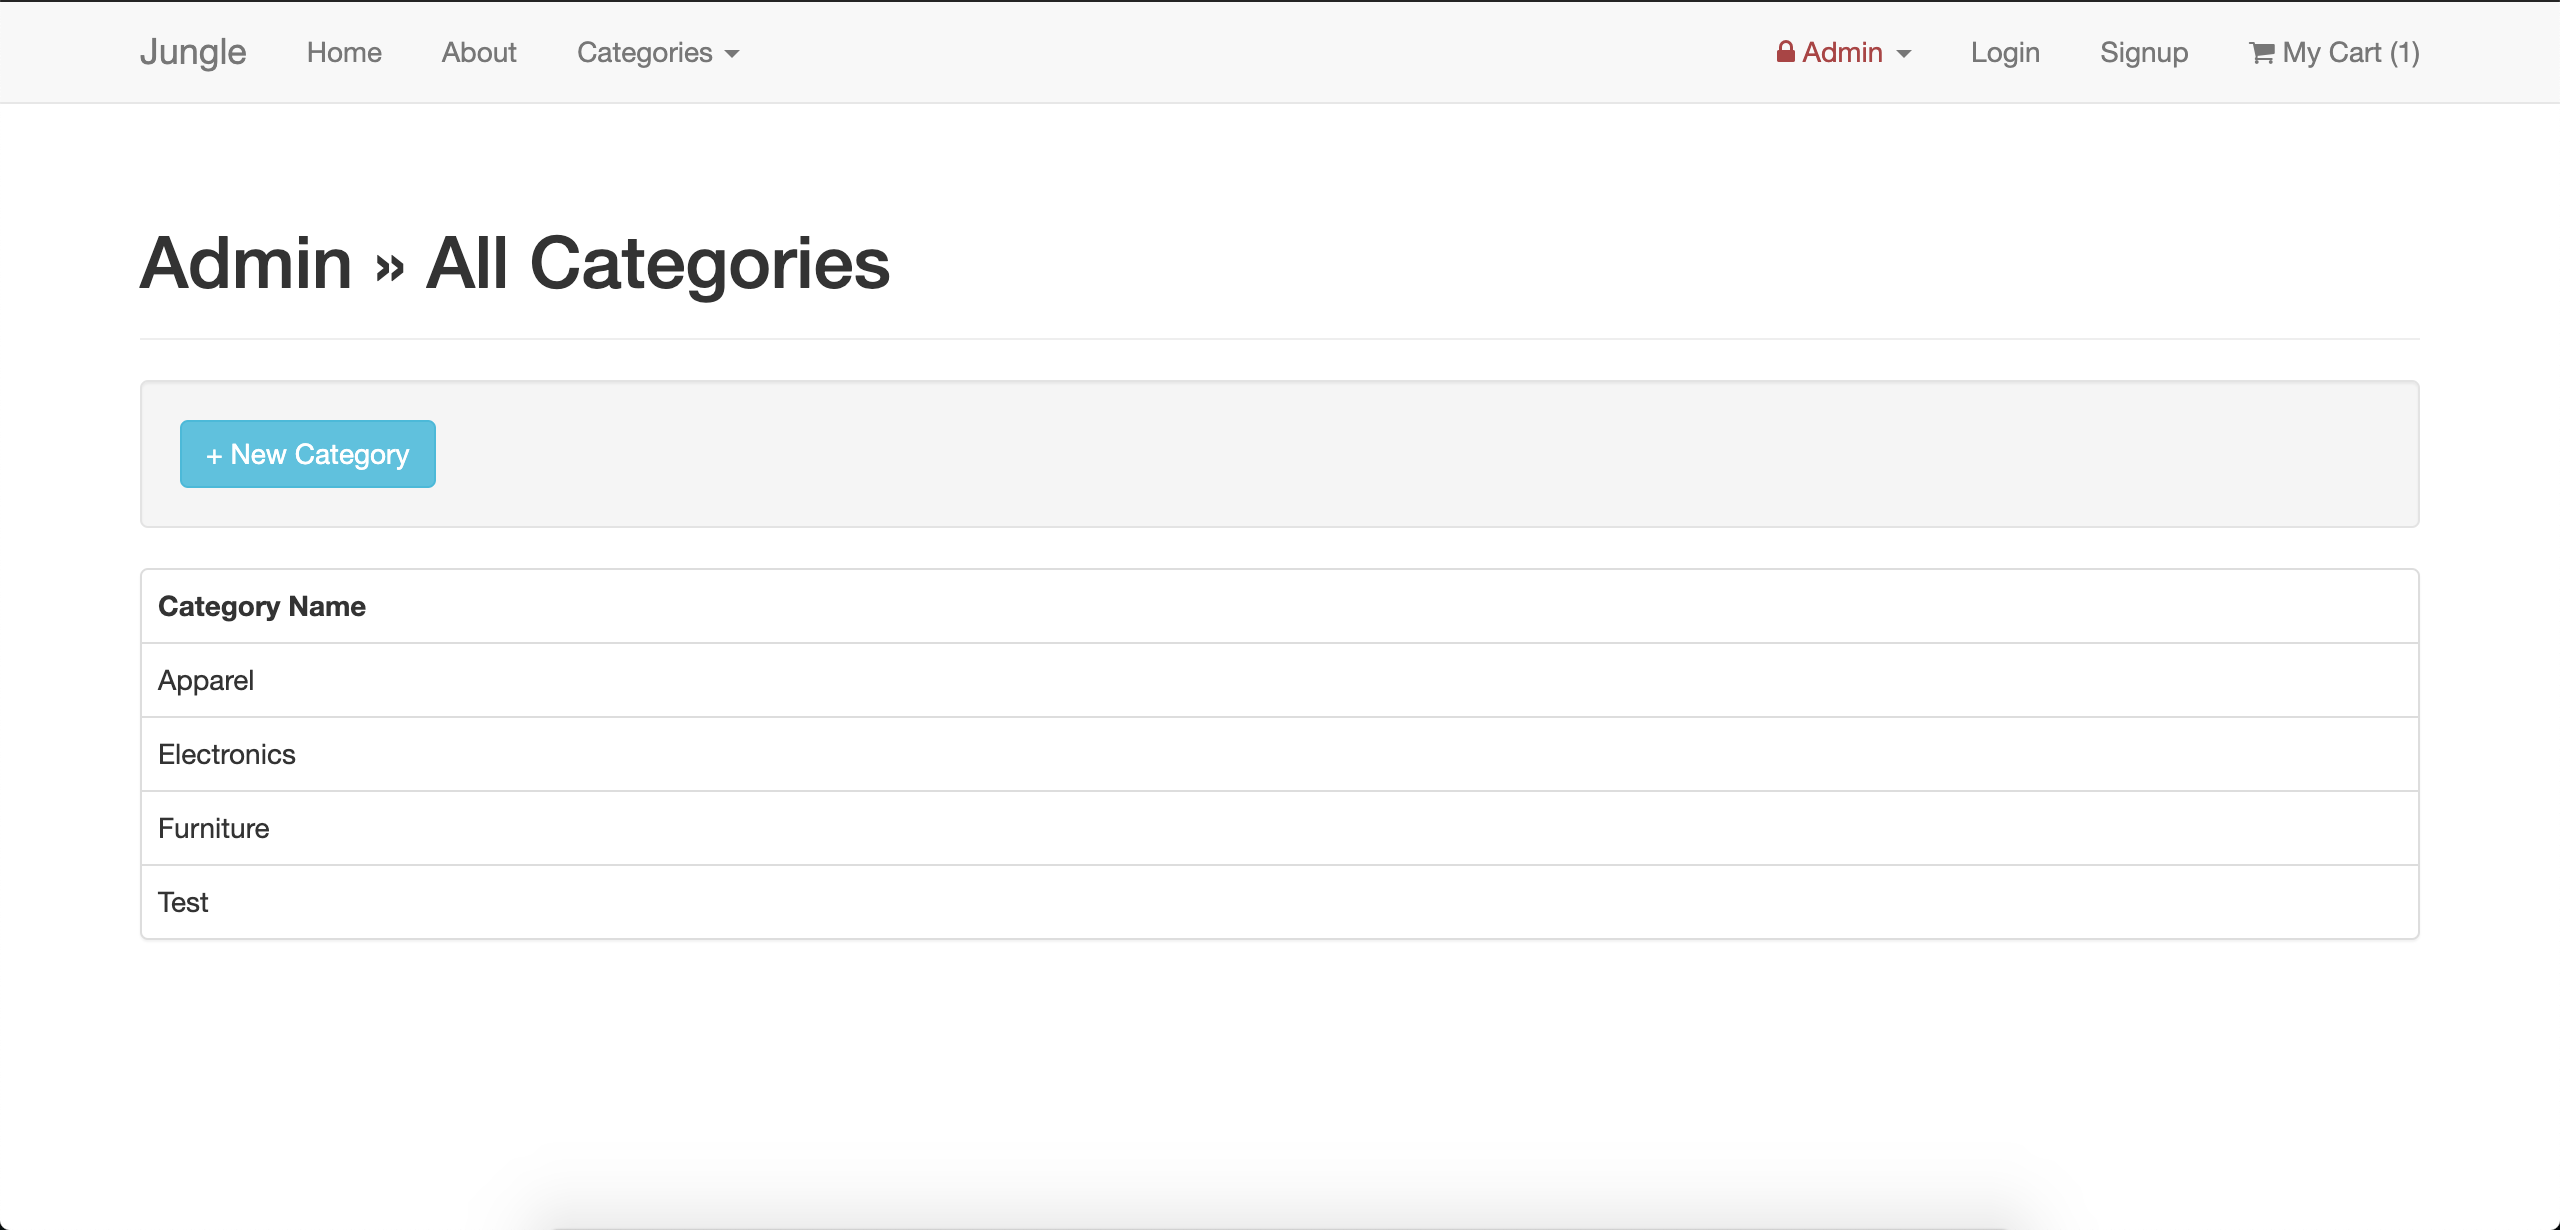 Jungle Home About Categories Admin Login Signup My Cart (1)
Admin » All Categories
+ New Category
Category Name
Apparel
Electronics
Furniture
Test